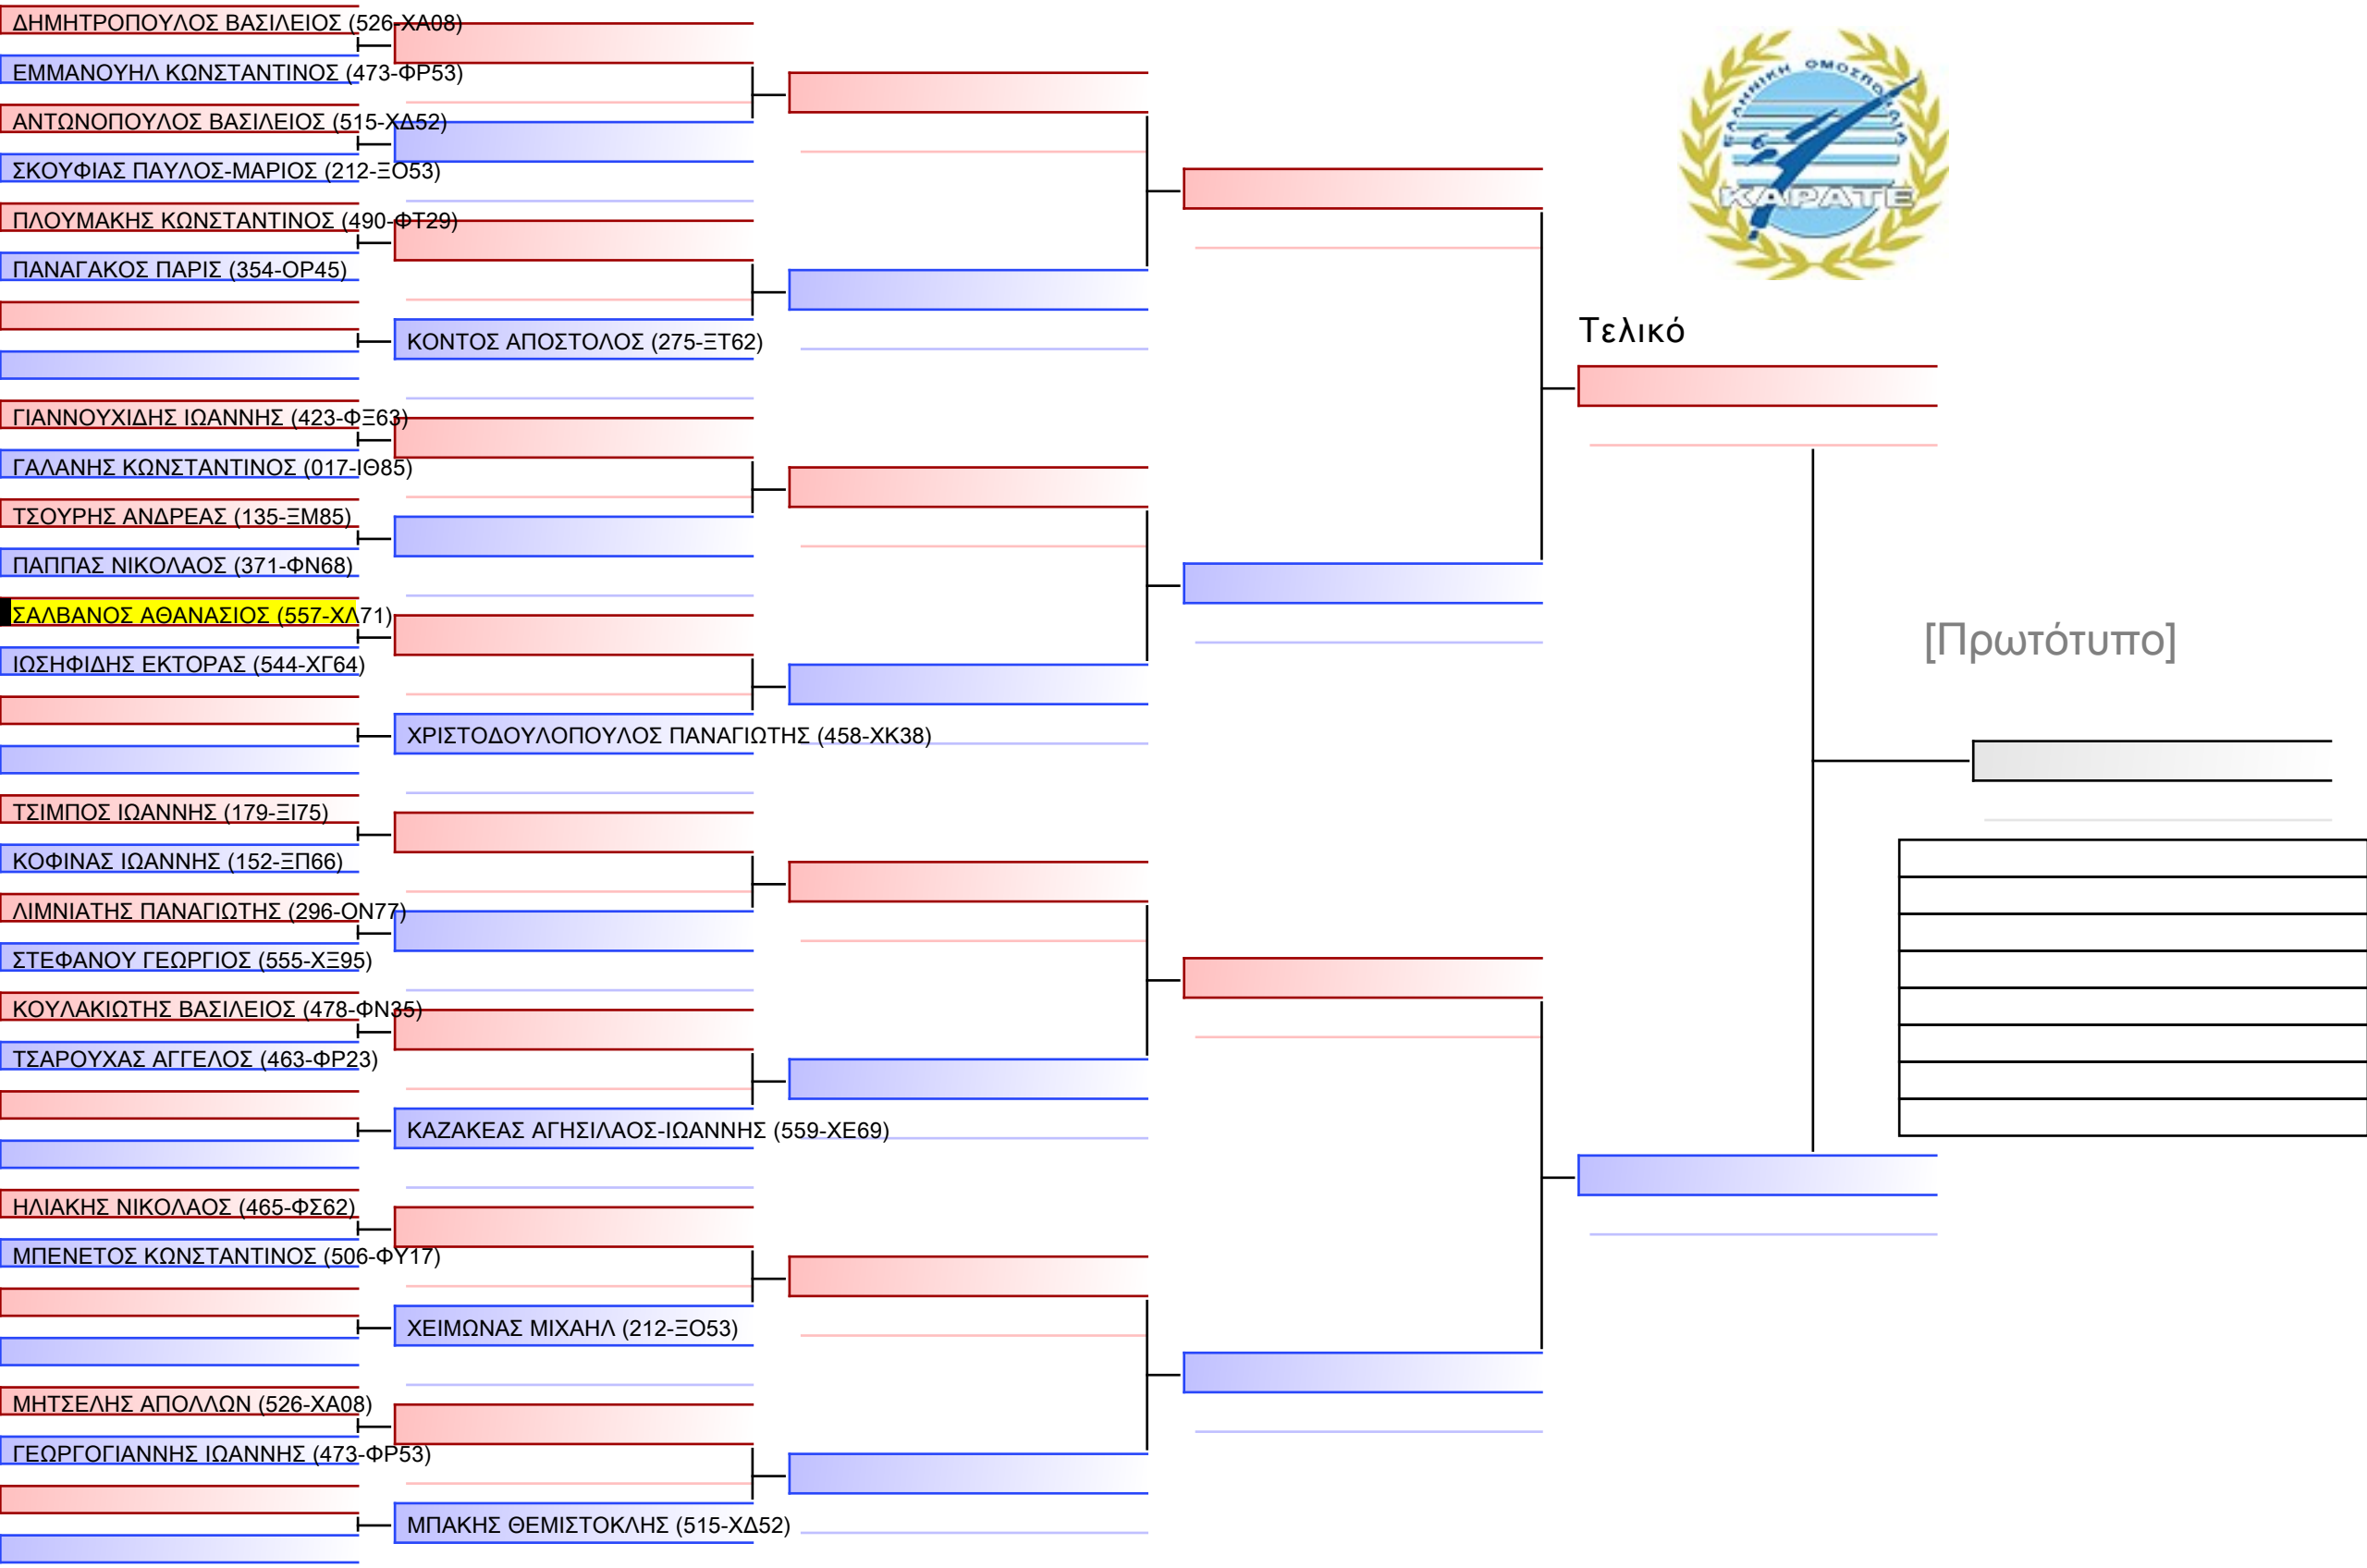 ΔΗΜΗΤΡΟΠΟΥΛΟΣ ΒΑΣΙΛΕΙΟΣ (526-ΧΑ08)
ΕΜΜΑΝΟΥΗΛ ΚΩΝΣΤΑΝΤΙΝΟΣ (473-ΦΡ53)
ΑΝΤΩΝΟΠΟΥΛΟΣ ΒΑΣΙΛΕΙΟΣ (515-ΧΔ52)
ΣΚΟΥΦΙΑΣ ΠΑΥΛΟΣ-ΜΑΡΙΟΣ (212-ΞΟ53)
ΠΛΟΥΜΑΚΗΣ ΚΩΝΣΤΑΝΤΙΝΟΣ (490-ΦΤ29)
ΠΑΝΑΓΑΚΟΣ ΠΑΡΙΣ (354-ΟΡ45)
ΚΟΝΤΟΣ ΑΠΟΣΤΟΛΟΣ (275-ΞΤ62)
ΓΙΑΝΝΟΥΧΙΔΗΣ ΙΩΑΝΝΗΣ (423-ΦΞ63)
ΓΑΛΑΝΗΣ ΚΩΝΣΤΑΝΤΙΝΟΣ (017-ΙΘ85)
ΤΣΟΥΡΗΣ ΑΝΔΡΕΑΣ (135-ΞΜ85)
ΠΑΠΠΑΣ ΝΙΚΟΛΑΟΣ (371-ΦΝ68)
ΣΑΛΒΑΝΟΣ ΑΘΑΝΑΣΙΟΣ (557-ΧΛ71)
ΙΩΣΗΦΙΔΗΣ ΕΚΤΟΡΑΣ (544-ΧΓ64)
ΧΡΙΣΤΟΔΟΥΛΟΠΟΥΛΟΣ ΠΑΝΑΓΙΩΤΗΣ (458-ΧΚ38)
ΤΣΙΜΠΟΣ ΙΩΑΝΝΗΣ (179-ΞΙ75)
ΚΟΦΙΝΑΣ ΙΩΑΝΝΗΣ (152-ΞΠ66)
ΛΙΜΝΙΑΤΗΣ ΠΑΝΑΓΙΩΤΗΣ (296-ΟΝ77)
ΣΤΕΦΑΝΟΥ ΓΕΩΡΓΙΟΣ (555-ΧΞ95)
ΚΟΥΛΑΚΙΩΤΗΣ ΒΑΣΙΛΕΙΟΣ (478-ΦΝ35)
ΤΣΑΡΟΥΧΑΣ ΑΓΓΕΛΟΣ (463-ΦΡ23)
ΚΑΖΑΚΕΑΣ ΑΓΗΣΙΛΑΟΣ-ΙΩΑΝΝΗΣ (559-ΧΕ69)
ΗΛΙΑΚΗΣ ΝΙΚΟΛΑΟΣ (465-ΦΣ62)
ΜΠΕΝΕΤΟΣ ΚΩΝΣΤΑΝΤΙΝΟΣ (506-ΦΥ17)
ΧΕΙΜΩΝΑΣ ΜΙΧΑΗΛ (212-ΞΟ53)
ΜΗΤΣΕΛΗΣ ΑΠΟΛΛΩΝ (526-ΧΑ08)
ΓΕΩΡΓΟΓΙΑΝΝΗΣ ΙΩΑΝΝΗΣ (473-ΦΡ53)
ΜΠΑΚΗΣ ΘΕΜΙΣΤΟΚΛΗΣ (515-ΧΔ52)
ΕΛΛΗΝΙΚΗ ΟΜΟΣΠΟΝΔΙΑ
ΚΑΡΑΤΕ
Τελικό
[Πρωτότυπο]